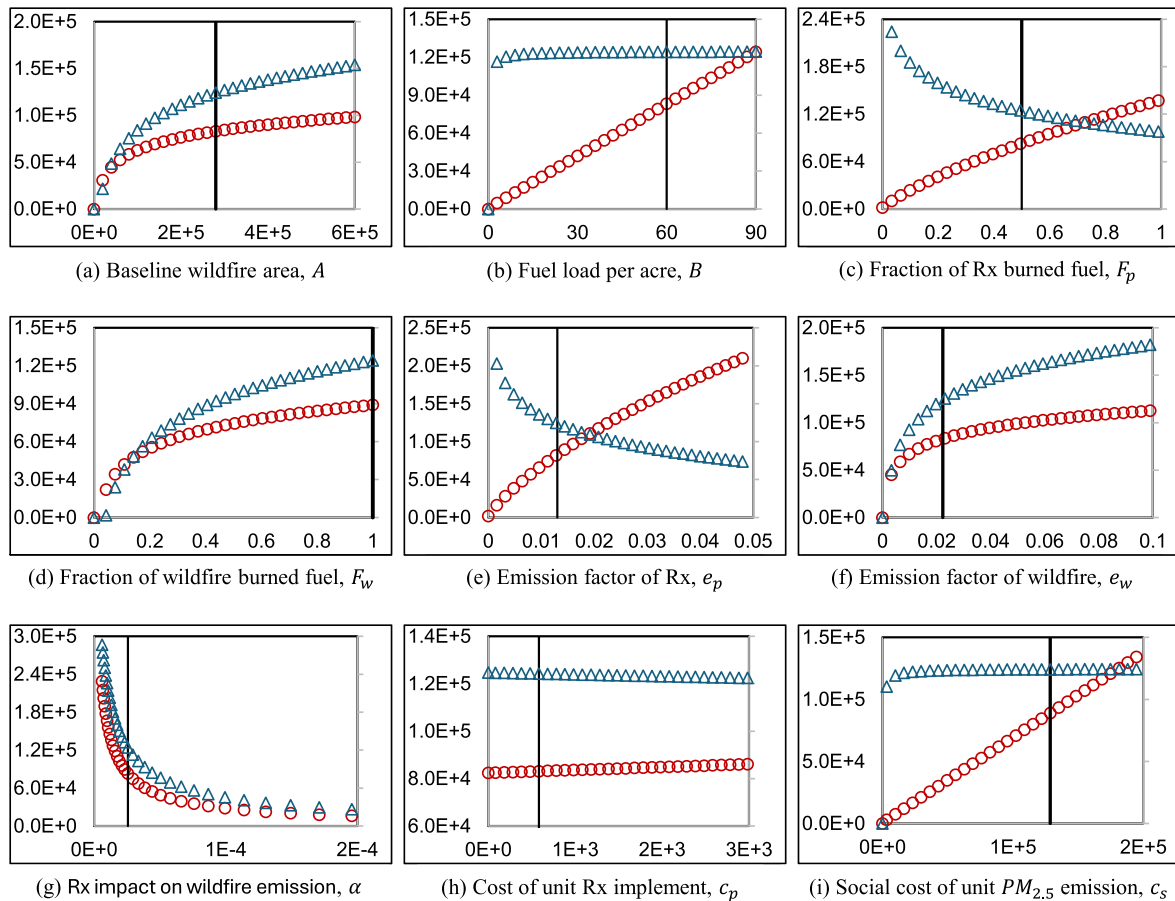 2.0E+5
1.5E+5
1.0E+5
5.0E+4
0.0E+0
0E+0 2E+5 4E+5 6E+5
(a) Baseline wildfire area, A
1.5E+5
1.2E+5
9.0E+4
6.0E+4
3.0E+4
0.0E+0
0 30 60 90
(b) Fuel load per acre, B
2.4E+5
1.8E+5
1.2E+5
6.0E+4
0.0E+0
0 0.2 0.4 0.6 0.8 1
(c) Fraction of Rx burned fuel, F_p
1.5E+5
1.2E+5
9.0E+4
6.0E+4
3.0E+4
0.0E+0
0 0.2 0.4 0.6 0.8 1
(d) Fraction of wildfire burned fuel, F_w
2.5E+5
2.0E+5
1.5E+5
1.0E+5
5.0E+4
0.0E+0
0 0.01 0.02 0.03 0.04 0.05
(e) Emission factor of Rx, e_p
2.0E+5
1.5E+5
1.0E+5
5.0E+4
0.0E+0
0 0.02 0.04 0.06 0.08 0.1
(f) Emission factor of wildfire, e_w
3.0E+5
2.4E+5
1.8E+5
1.2E+5
6.0E+4
0.0E+0
0E+0 1E-4 2E-4
(g) Rx impact on wildfire emission, α
1.4E+5
1.2E+5
1.0E+5
8.0E+4
6.0E+4
0E+0 1E+3 2E+3 3E+3
(h) Cost of unit Rx implement, c_p
1.5E+5
1.0E+5
5.0E+4
0.0E+0
0E+0 1E+5 2E+5
(i) Social cost of unit PM_2.5 emission, c_s